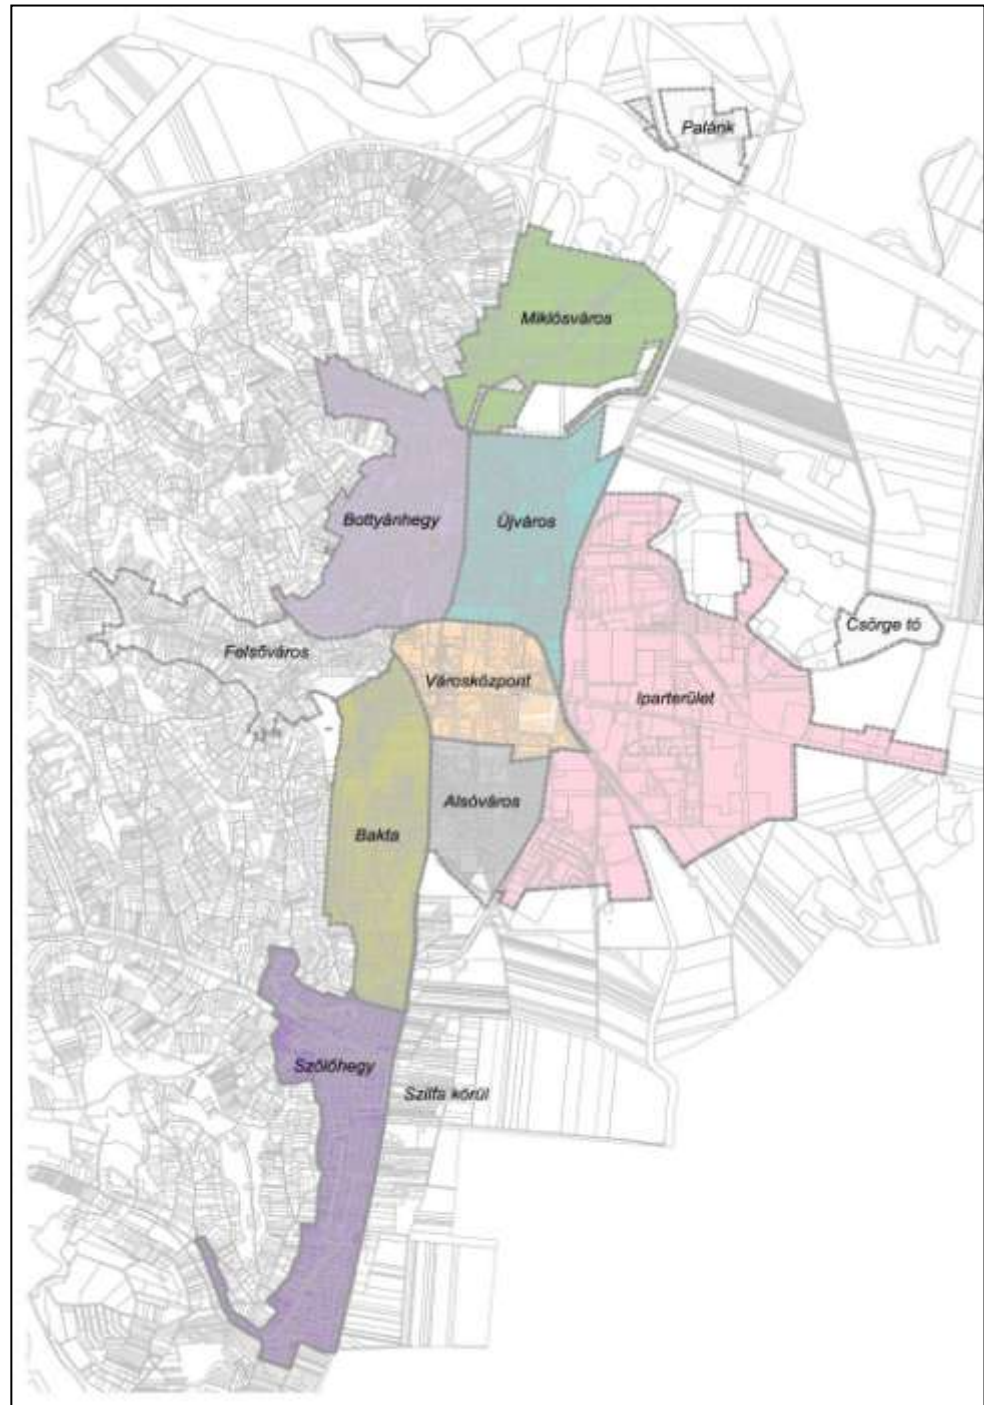 Palánk
Miklósváros
Bottyánhegy
Újváros
Csörge tó
Felsőváros
Városközpont
Iparterület
Alsóváros
Bakta
Szőlőhegy
Szilfa körül